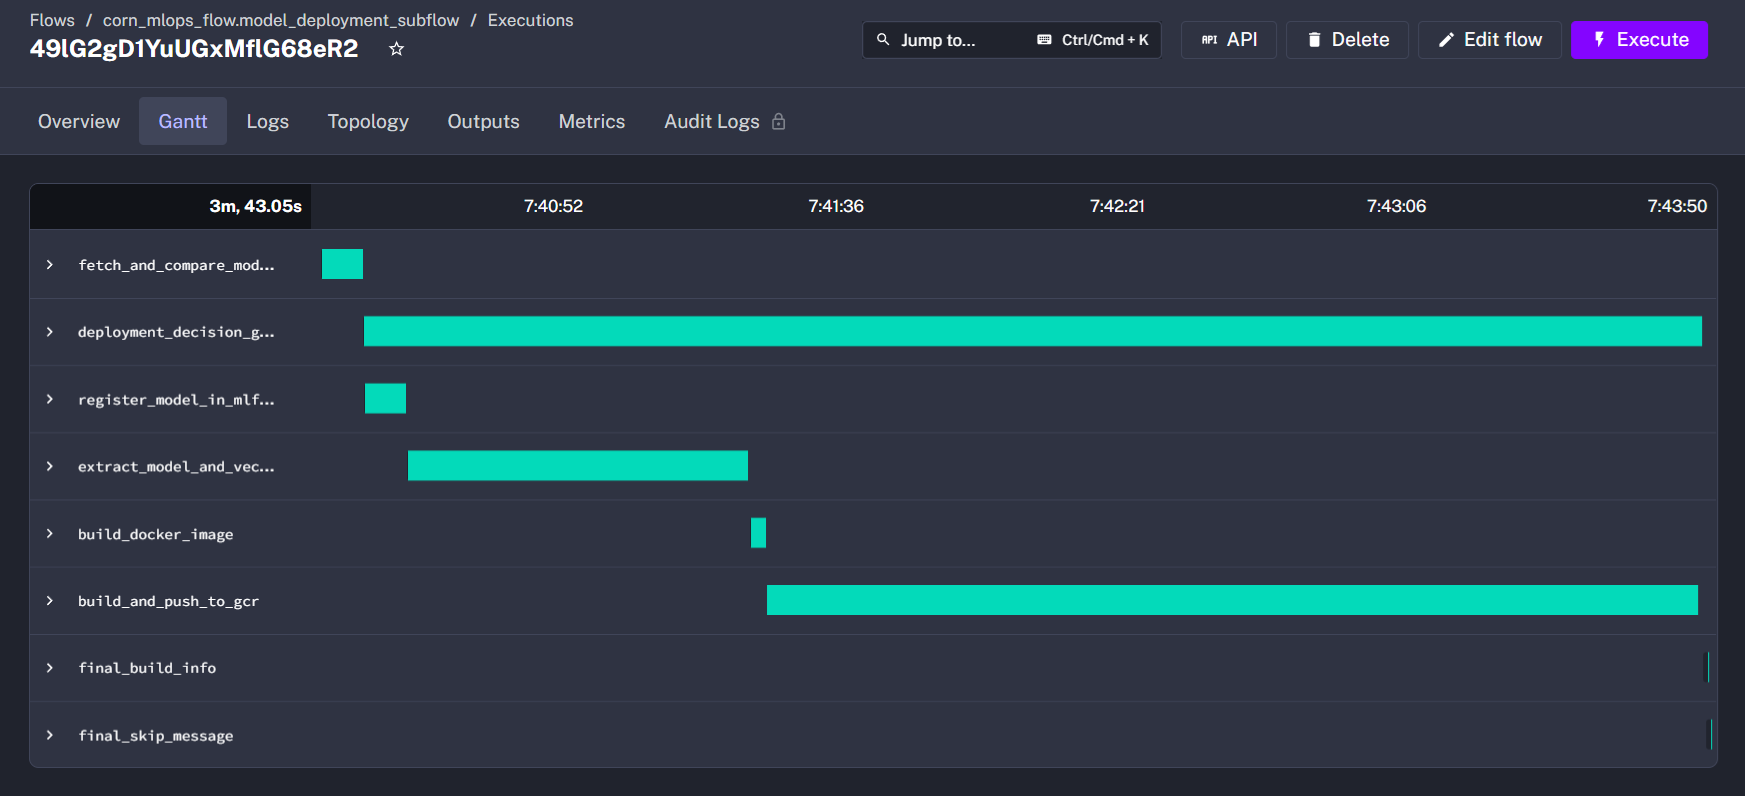 Flows / corn_mlops_flow.model_deployment_subflow / Executions
49lG2gD1YuUGxMflG68eR2
Jump to... Ctrl/Cmd + K
API API
Delete
Edit flow
Execute
Overview Gantt Logs Topology Outputs Metrics Audit Logs
3m, 43.05s 7:40:52 7:41:36 7:42:21 7:43:06 7:43:50
fetch_and_compare_mod...
deployment_decision_g...
register_model_in_mlf...
extract_model_and_vec...
build_docker_image
build_and_push_to_gcr
final_build_info
final_skip_message